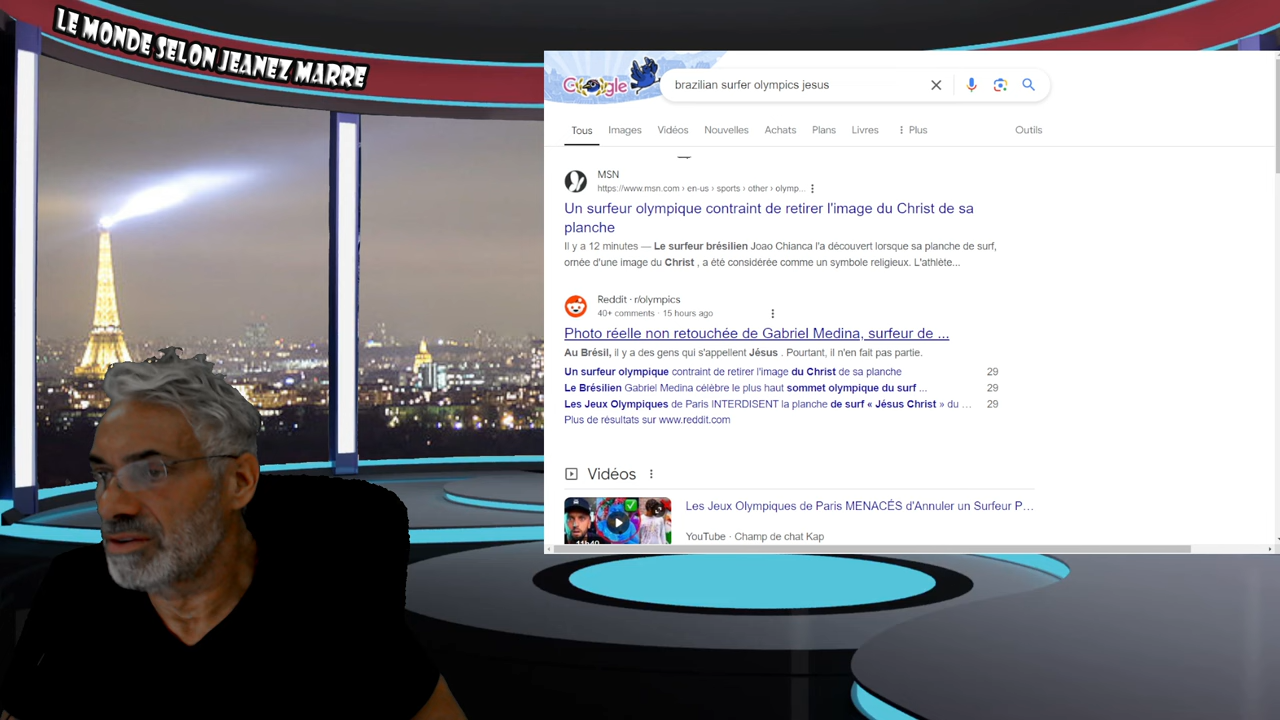 LE MONDE SELON JEANEZ MARRE
Google
brazilian surfer olympics jesus
Tous Images Vidéos Nouvelles Achats Plans Livres Plus Outils
MSN
https://www.msn.com › en-us › sports › other › olymp...
Un surfeur olympique contraint de retirer l'image du Christ de sa
planche
Il y a 12 minutes — Le surfeur brésilien Joao Chianca l'a découvert lorsque sa planche de surf,
ornée d'une image du Christ , a été considérée comme un symbole religieux. L'athlète...
Reddit · r/olympics
40+ comments · 15 hours ago
Photo réelle non retouchée de Gabriel Medina, surfeur de ...
Au Brésil, il y a des gens qui s'appellent Jésus . Pourtant, il n'en fait pas partie.
Un surfeur olympique contraint de retirer l'image du Christ de sa planche 29
Le Brésilien Gabriel Medina célèbre le plus haut sommet olympique du surf ... 29
Les Jeux Olympiques de Paris INTERDISENT la planche de surf « Jésus Christ » du ... 29
Plus de résultats sur www.reddit.com
Vidéos
Les Jeux Olympiques de Paris MENACÉS d'Annuler un Surfeur P...
YouTube · Champ de chat Kap